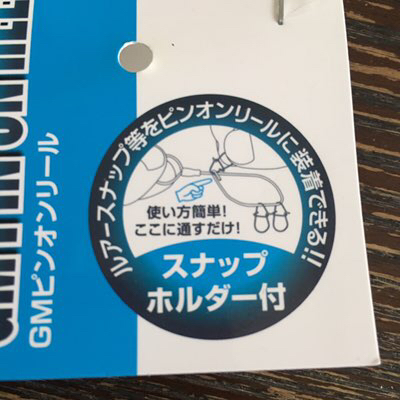 GMピンオンリール
ルアースナップ等をピンオンリールに装着できる!!
使い方簡単!
ここに通すだけ!
スナップ
ホルダー付